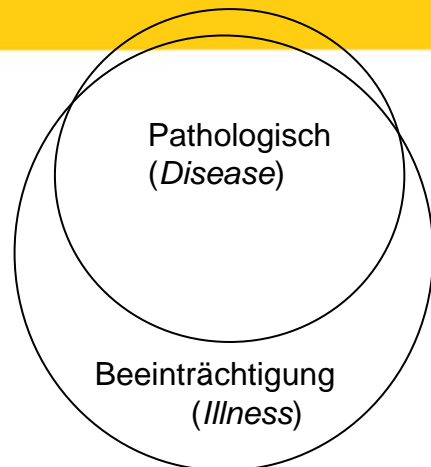 Pathologisch
(Disease)
Beeinträchtigung
(Illness)